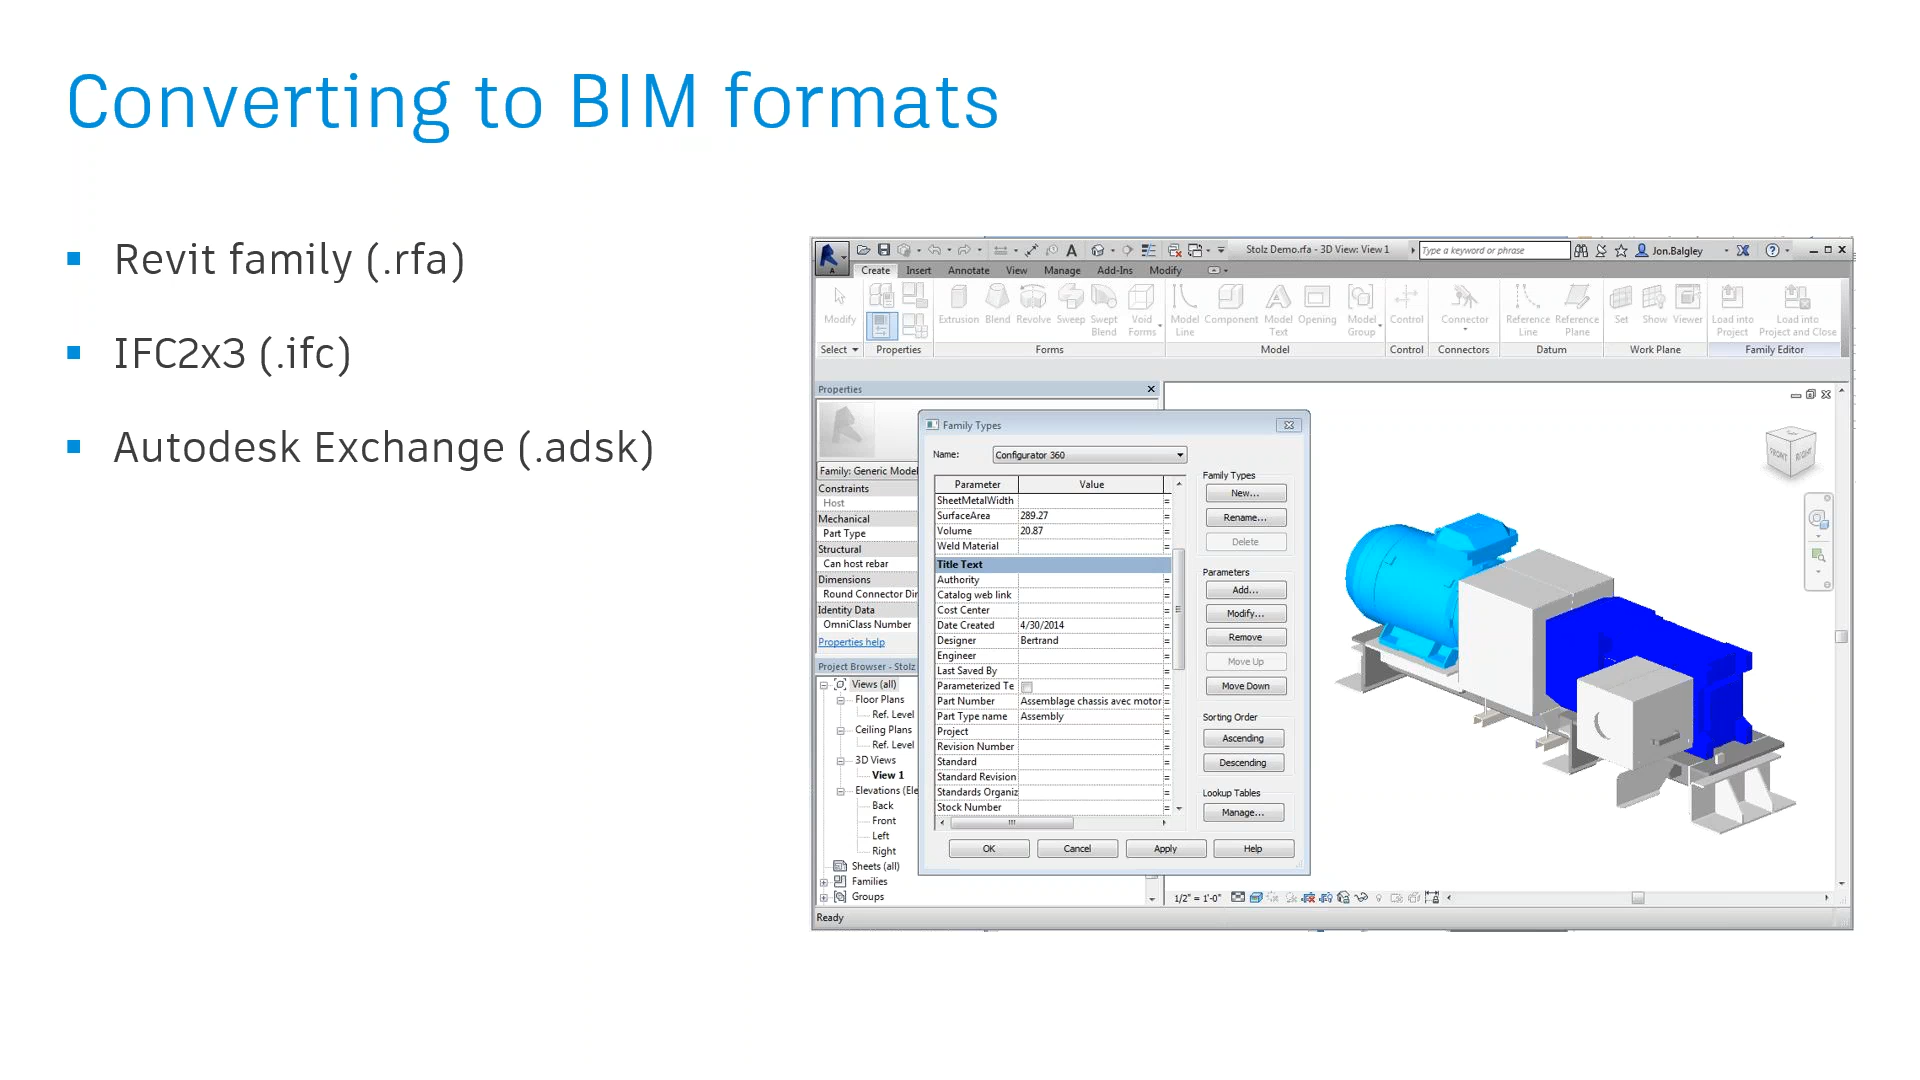 Converting to BIM formats
Revit family (.rfa)
IFC2x3 (.ifc)
Autodesk Exchange (.adsk)
Stolz Demo.rfa - 3D View: View 1
Type a keyword or phrase
Jon.Balgley
Create Insert Annotate View Manage Add-Ins Modify
Modify
Extrusion Blend Revolve Sweep Swept Blend Void Forms
Model Line Component Model Text Opening Model Group
Control
Connector
Reference Line Reference Plane
Set Show Viewer
Load into Project Load into Project and Close
Select Properties Forms Model Control Connectors Datum Work Plane Family Editor
Properties
Family: Generic Model
Constraints
Host
Mechanical
Part Type
Structural
Can host rebar
Dimensions
Round Connector Dir
Identity Data
OmniClass Number
Properties help
Project Browser - Stolz
Views (all)
Floor Plans
Ref. Level
Ceiling Plans
Ref. Level
3D Views
View 1
Elevations (Ele
Back
Front
Left
Right
Sheets (all)
Families
Groups
Ready
Family Types
Name: Configurator 360
Parameter Value
SheetMetalWidth =
SurfaceArea 289.27 =
Volume 20.87 =
Weld Material =
Title Text
Authority =
Catalog web link =
Cost Center =
Date Created 4/30/2014 =
Designer Bertrand =
Engineer =
Last Saved By =
Parameterized Te =
Part Number Assemblage chassis avec motor =
Part Type name Assembly =
Project =
Revision Number =
Standard =
Standard Revision =
Standards Organiz =
Stock Number =
Family Types
New...
Rename...
Delete
Parameters
Add...
Modify...
Remove
Move Up
Move Down
Sorting Order
Ascending
Descending
Lookup Tables
Manage...
OK Cancel Apply Help
FRONT RIGHT
1/2" = 1'-0"